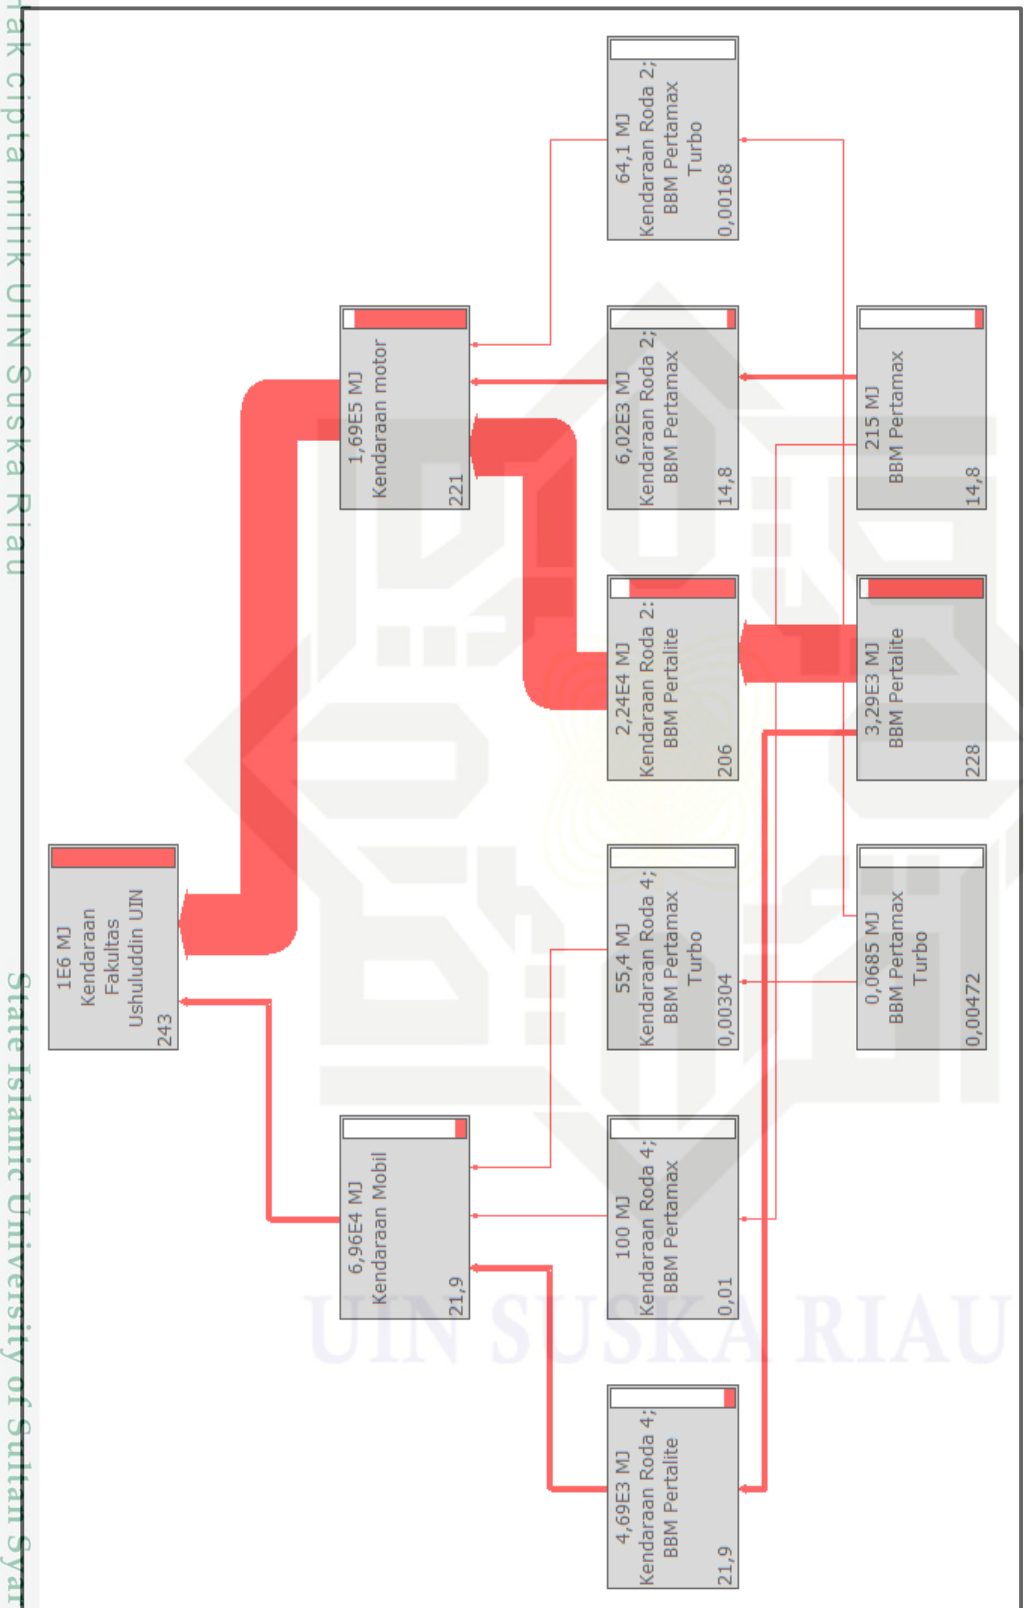 Hak cipta milik UIN Suska Riau
State Islamic University of Sultan Syar
1E6 MJ
Kendaraan
Fakultas
Ushuluddin UIN
243
6,96E4 MJ
Kendaraan Mobil
21,9
1,69E5 MJ
Kendaraan motor
221
4,69E3 MJ
Kendaraan Roda 4;
BBM Pertalite
21,9
100 MJ
Kendaraan Roda 4;
BBM Pertamax
0,01
55,4 MJ
Kendaraan Roda 4;
BBM Pertamax
Turbo
0,00304
2,24E4 MJ
Kendaraan Roda 2:
BBM Pertalite
206
6,02E3 MJ
Kendaraan Roda 2;
BBM Pertamax
14,8
64,1 MJ
Kendaraan Roda 2;
BBM Pertamax
Turbo
0,00168
0,0685 MJ
BBM Pertamax
Turbo
0,00472
3,29E3 MJ
BBM Pertalite
228
215 MJ
BBM Pertamax
14,8
UIN SUSKA RIAU